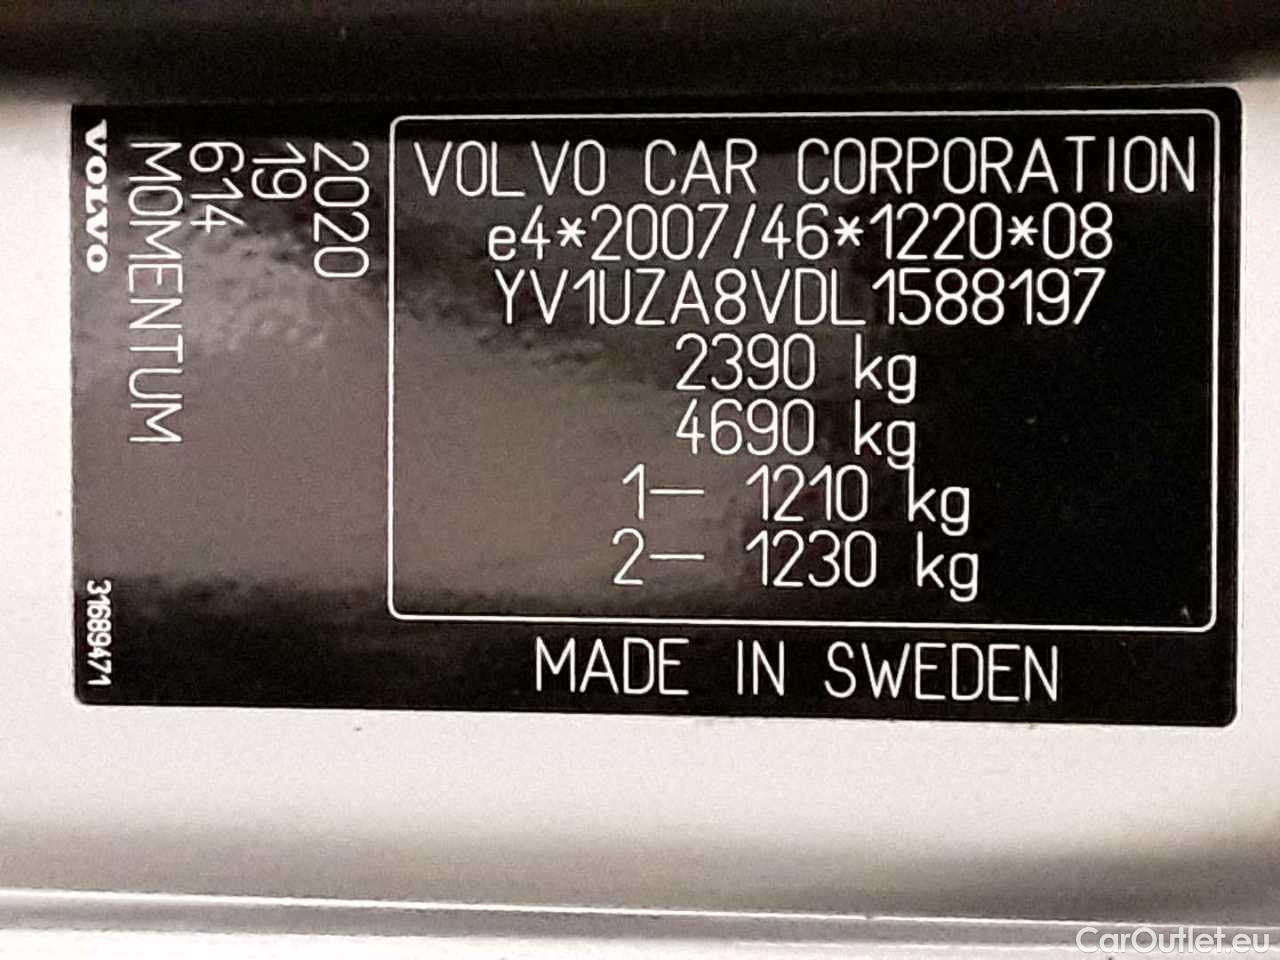 VOLVO CAR CORPORATION
e4*2007/46*1220*08
YV1UZA8VDL1588197
2390 kg
4690 kg
1— 1210 kg
2— 1230 kg
MADE IN SWEDEN
2020
19
614
MOMENTUM
VOLVO
31689471
CarOutlet.eu